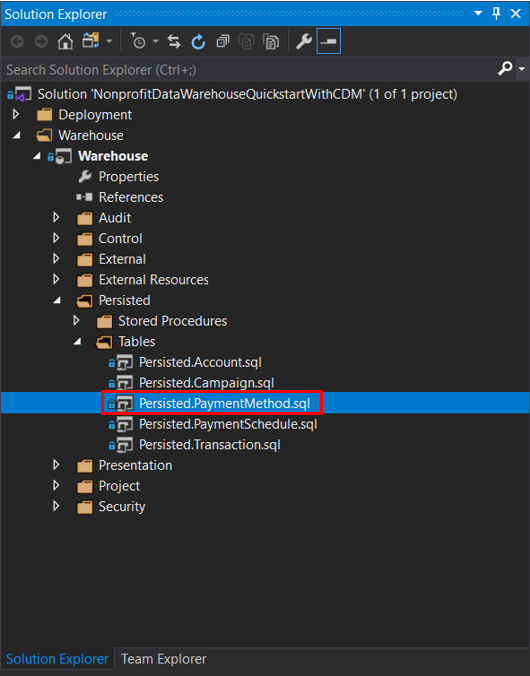 Solution Explorer
Search Solution Explorer (Ctrl+;)
Solution 'NonprofitDataWarehouseQuickstartWithCDM' (1 of 1 project)
Deployment
Warehouse
Warehouse
Properties
References
Audit
Control
External
External Resources
Persisted
Stored Procedures
Tables
Persisted.Account.sql
Persisted.Campaign.sql
Persisted.PaymentMethod.sql
Persisted.PaymentSchedule.sql
Persisted.Transaction.sql
Presentation
Project
Security
Solution Explorer Team Explorer